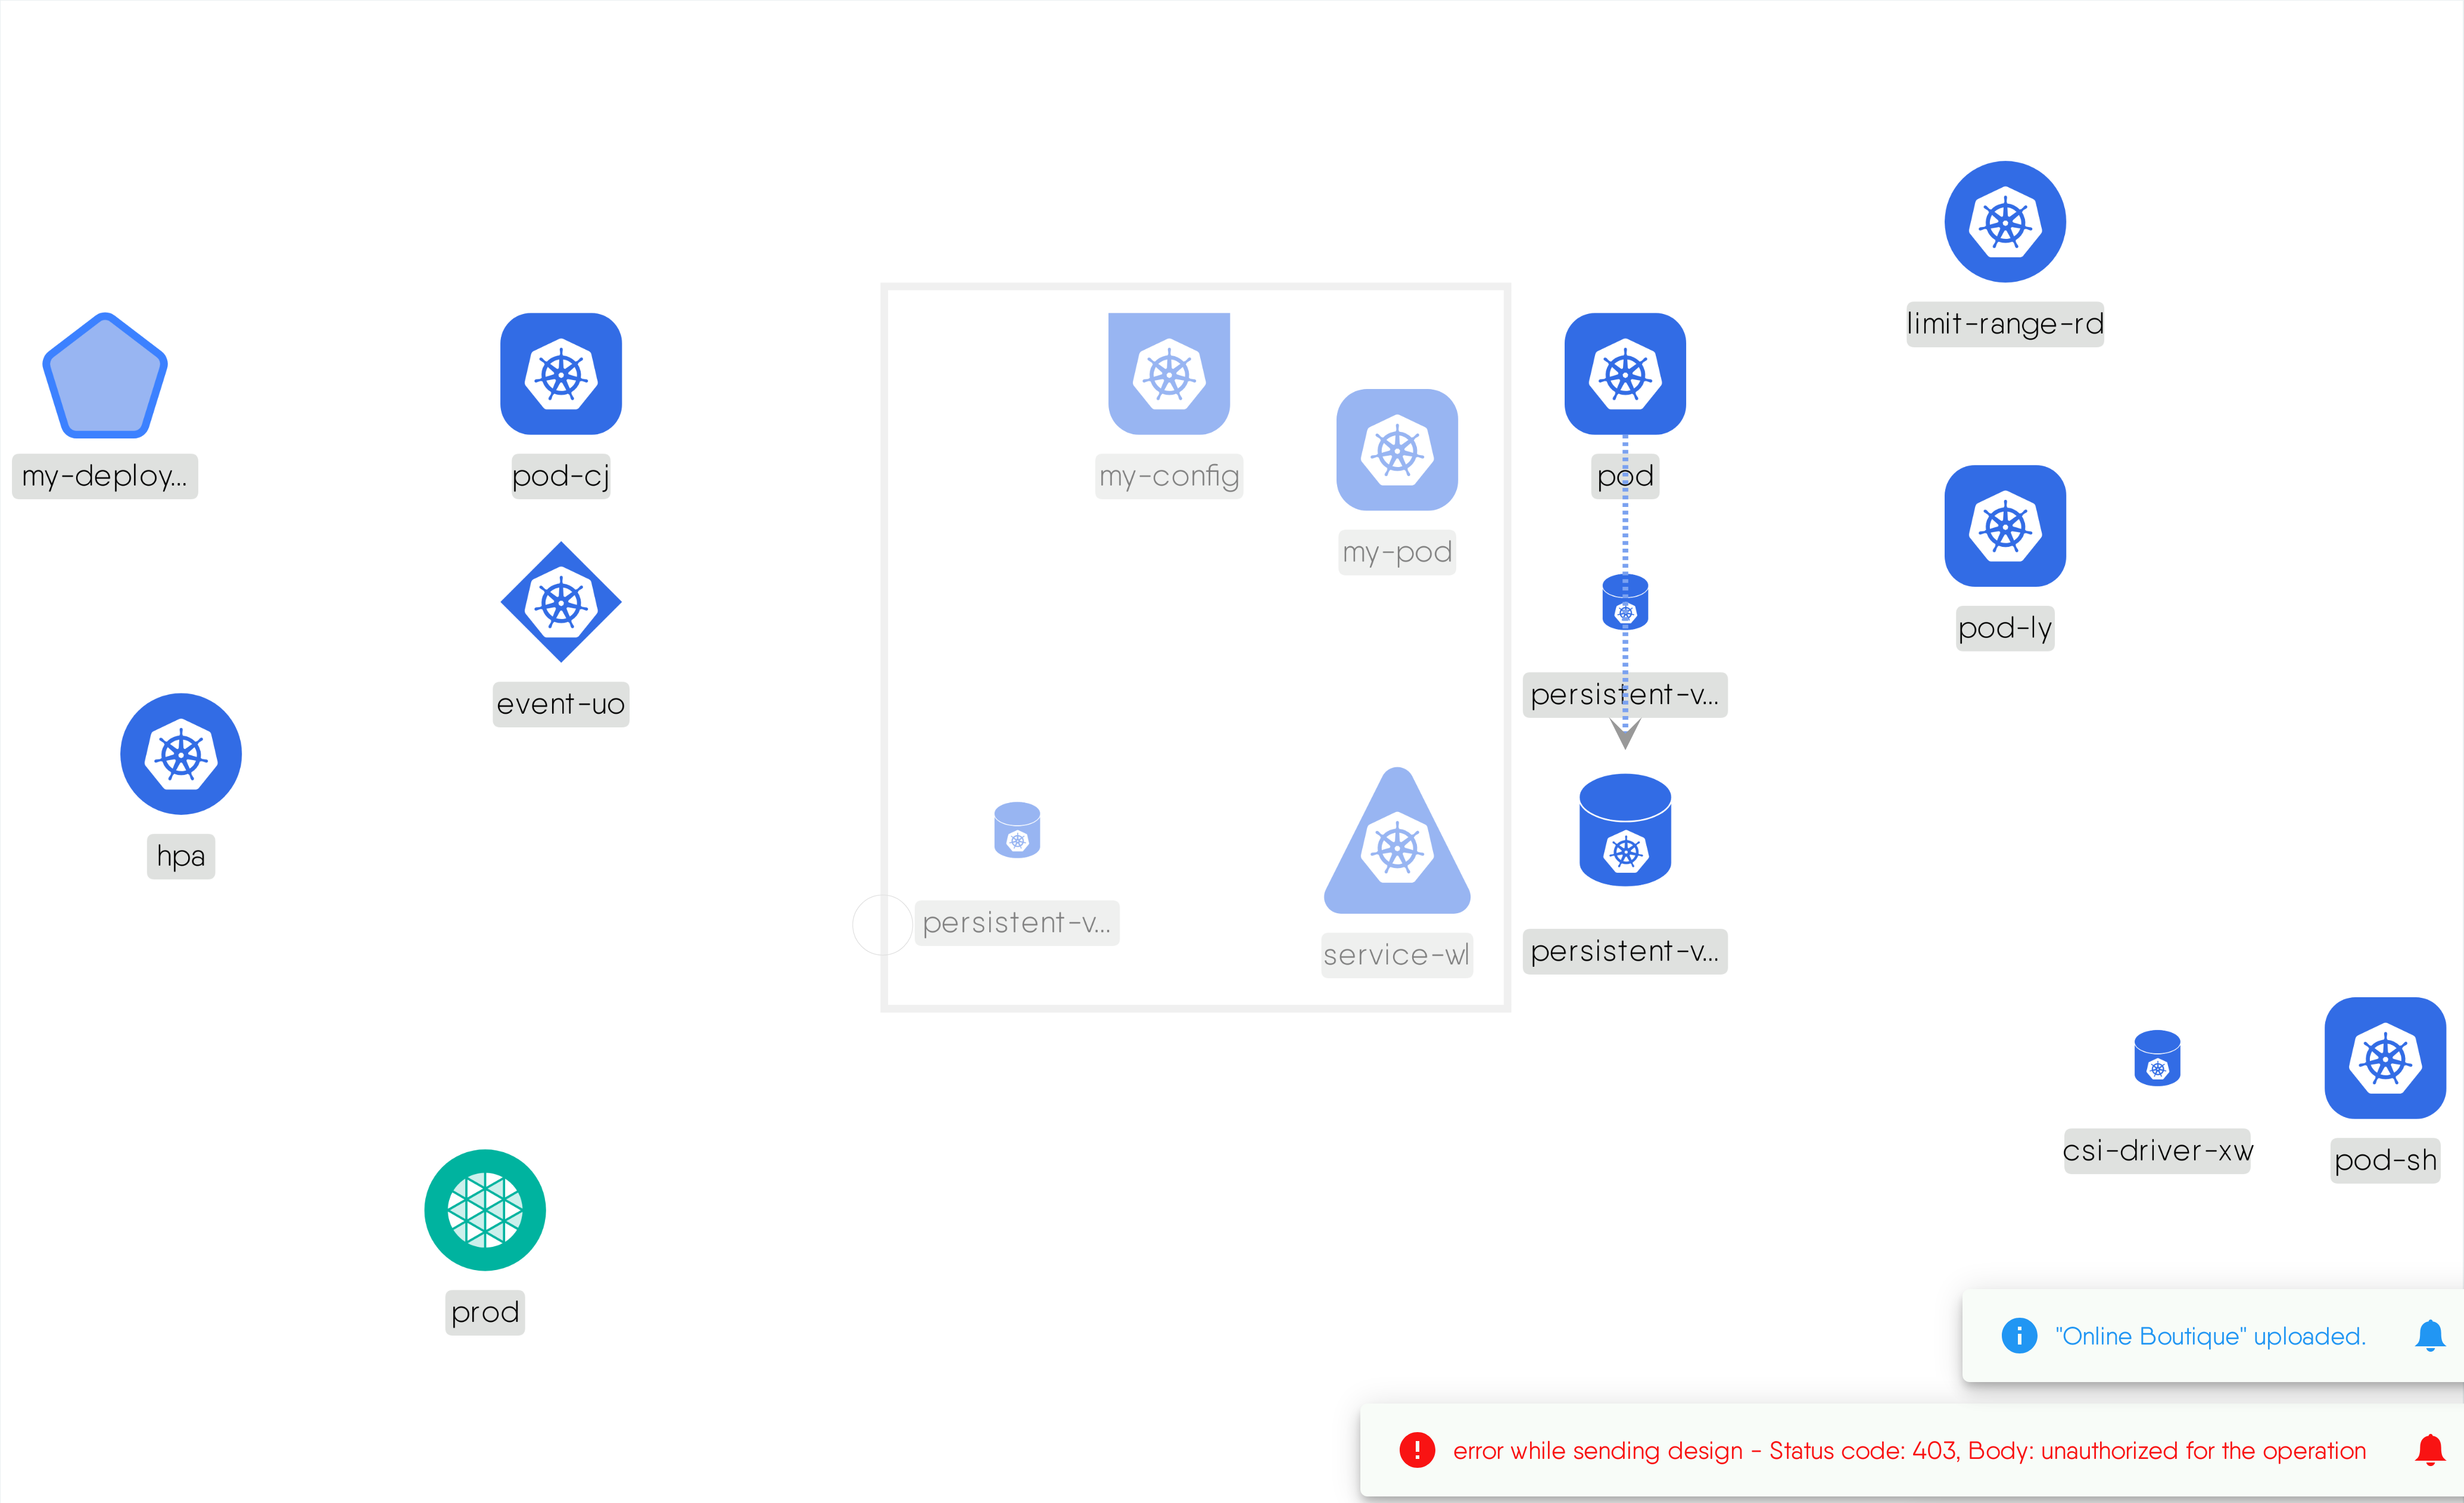 limit-range-rd
my-deploy...
pod-cj
my-config
pod
my-pod
pod-ly
event-uo
persistent-v...
hpa
persistent-v...
service-wl
persistent-v...
csi-driver-xw
pod-sh
prod
"Online Boutique" uploaded.
error while sending design - Status code: 403, Body: unauthorized for the operation